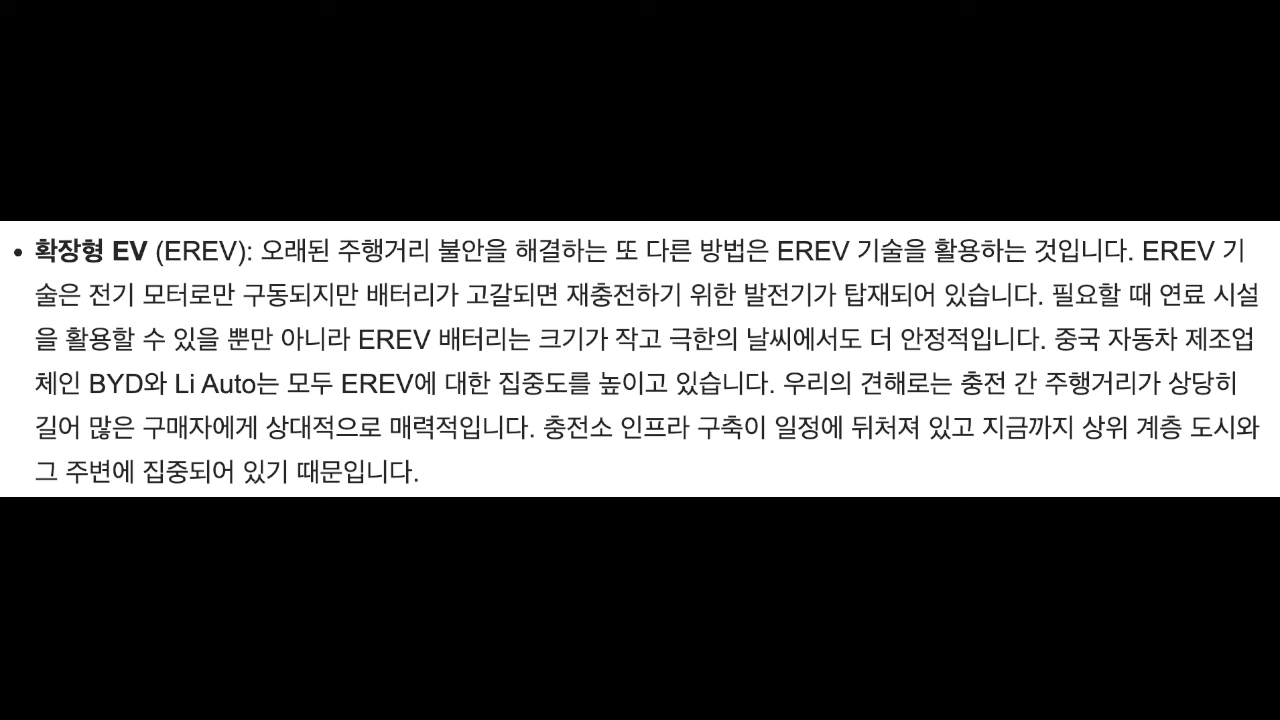 • 확장형 EV (EREV): 오래된 주행거리 불안을 해결하는 또 다른 방법은 EREV 기술을 활용하는 것입니다. EREV 기
술은 전기 모터로만 구동되지만 배터리가 고갈되면 재충전하기 위한 발전기가 탑재되어 있습니다. 필요할 때 연료 시설
을 활용할 수 있을 뿐만 아니라 EREV 배터리는 크기가 작고 극한의 날씨에서도 더 안정적입니다. 중국 자동차 제조업
체인 BYD와 Li Auto는 모두 EREV에 대한 집중도를 높이고 있습니다. 우리의 견해로는 충전 간 주행거리가 상당히
길어 많은 구매자에게 상대적으로 매력적입니다. 충전소 인프라 구축이 일정에 뒤처져 있고 지금까지 상위 계층 도시와
그 주변에 집중되어 있기 때문입니다.